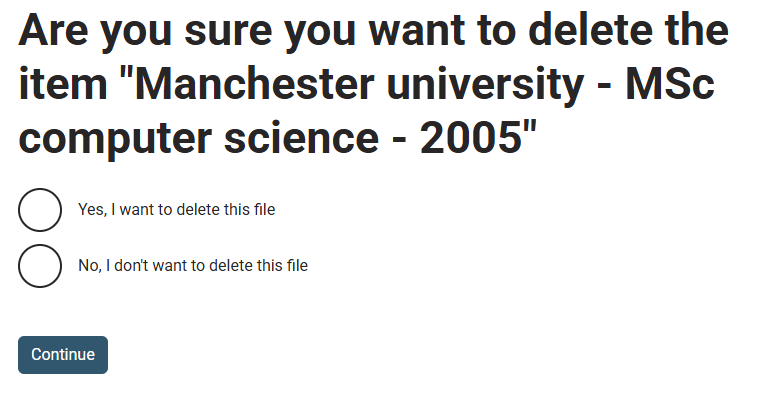 Are you sure you want to delete the
item "Manchester university - MSc
computer science - 2005"
Yes, I want to delete this file
No, I don't want to delete this file
Continue